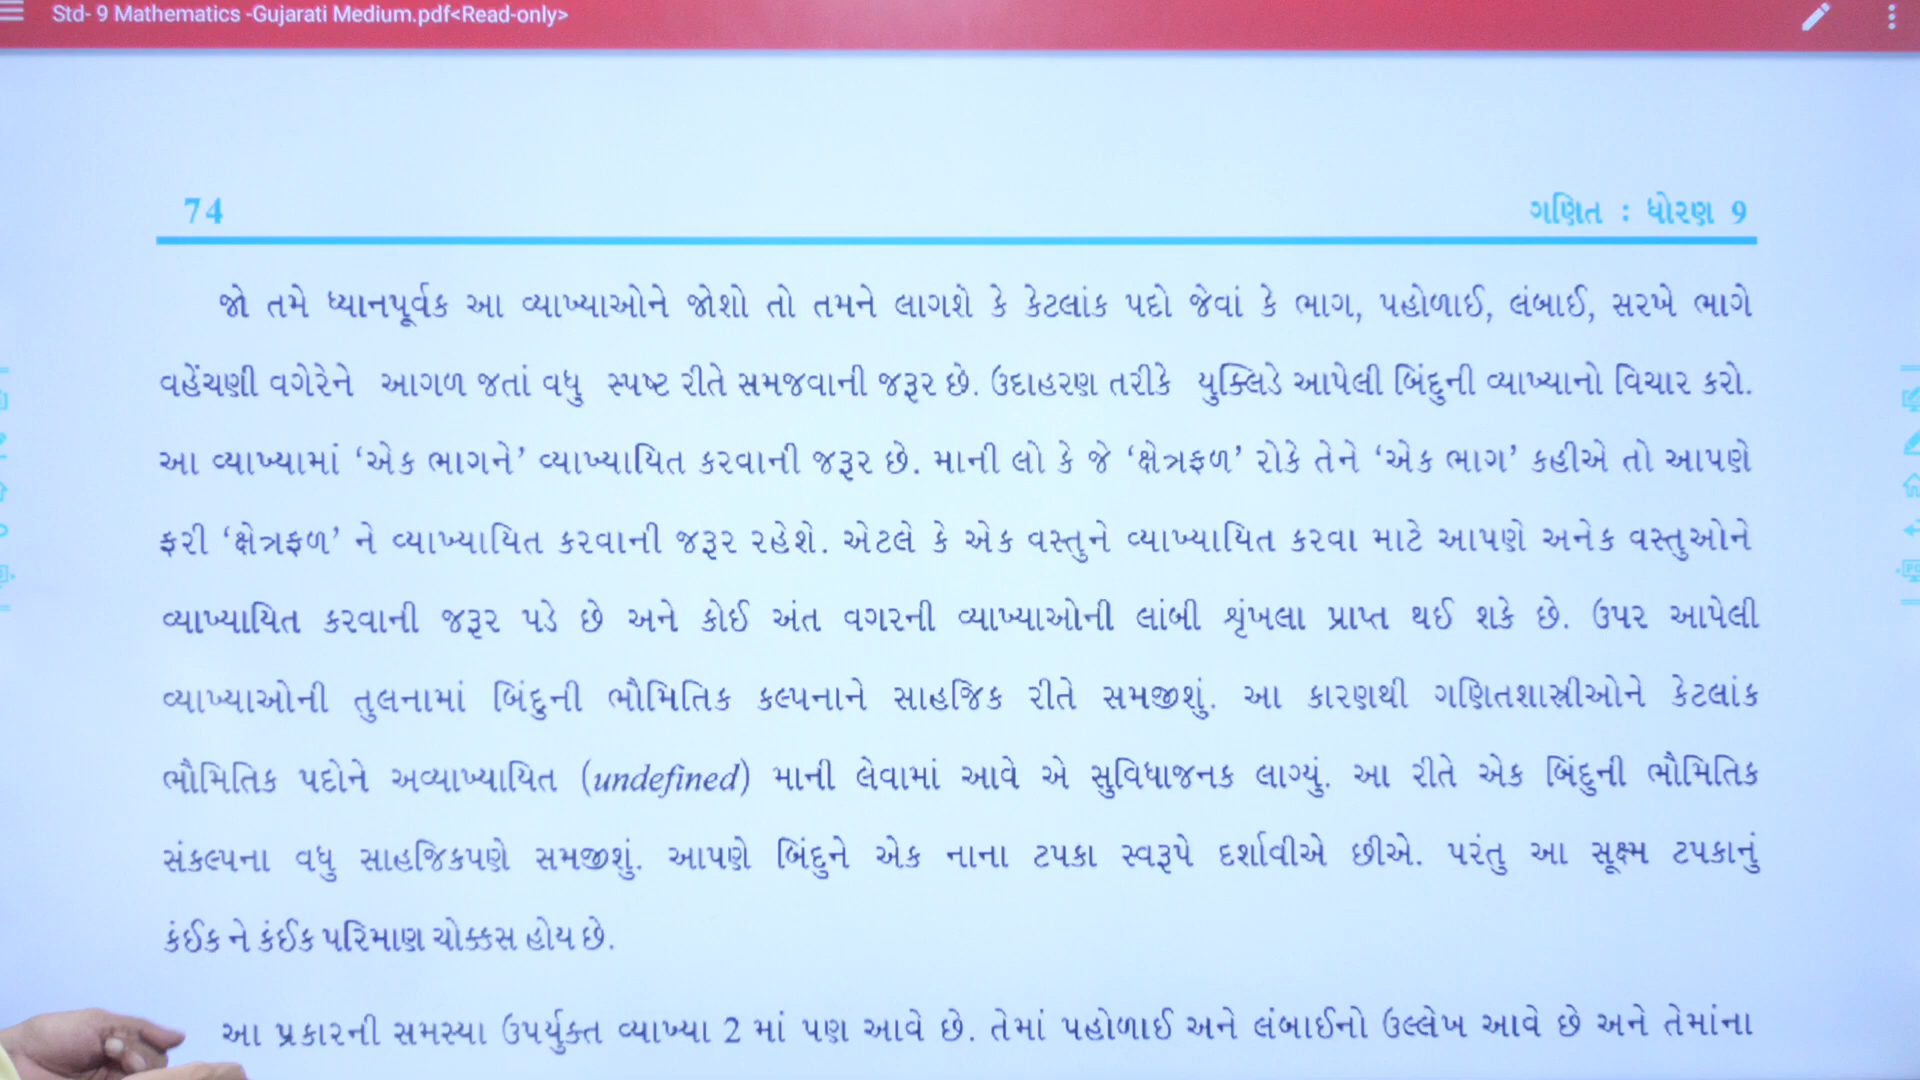 Std- 9 Mathematics -Gujarati Medium.pdf<Read-only>
74
ગણિત : ધોરણ 9
જો તમે ધ્યાનપૂર્વક આ વ્યાખ્યાઓને જોશો તો તમને લાગશે કે કેટલાંક પદો જેવાં કે ભાગ, પહોળાઈ, લંબાઈ, સરખે ભાગે
વહેંચણી વગેરેને આગળ જતાં વધુ સ્પષ્ટ રીતે સમજવાની જરૂર છે. ઉદાહરણ તરીકે યુક્લિડે આપેલી બિંદુની વ્યાખ્યાનો વિચાર કરો.
આ વ્યાખ્યામાં ‘એક ભાગને’ વ્યાખ્યાયિત કરવાની જરૂર છે. માની લો કે જે ‘ક્ષેત્રફળ’ રોકે તેને ‘એક ભાગ’ કહીએ તો આપણે
ફરી ‘ક્ષેત્રફળ’ ને વ્યાખ્યાયિત કરવાની જરૂર રહેશે. એટલે કે એક વસ્તુને વ્યાખ્યાયિત કરવા માટે આપણે અનેક વસ્તુઓને
વ્યાખ્યાયિત કરવાની જરૂર પડે છે અને કોઈ અંત વગરની વ્યાખ્યાઓની લાંબી શૃંખલા પ્રાપ્ત થઈ શકે છે. ઉપર આપેલી
વ્યાખ્યાઓની તુલનામાં બિંદુની ભૌમિતિક કલ્પનાને સાહજિક રીતે સમજીશું. આ કારણથી ગણિતશાસ્ત્રીઓને કેટલાંક
ભૌમિતિક પદોને અવ્યાખ્યાયિત (undefined) માની લેવામાં આવે એ સુવિધાજનક લાગ્યું. આ રીતે એક બિંદુની ભૌમિતિક
સંકલ્પના વધુ સાહજિકપણે સમજીશું. આપણે બિંદુને એક નાના ટપકા સ્વરૂપે દર્શાવીએ છીએ. પરંતુ આ સૂક્ષ્મ ટપકાનું
કંઈક ને કંઈક પરિમાણ ચોક્કસ હોય છે.
આ પ્રકારની સમસ્યા ઉપર્યુક્ત વ્યાખ્યા 2 માં પણ આવે છે. તેમાં પહોળાઈ અને લંબાઈનો ઉલ્લેખ આવે છે અને તેમાંના